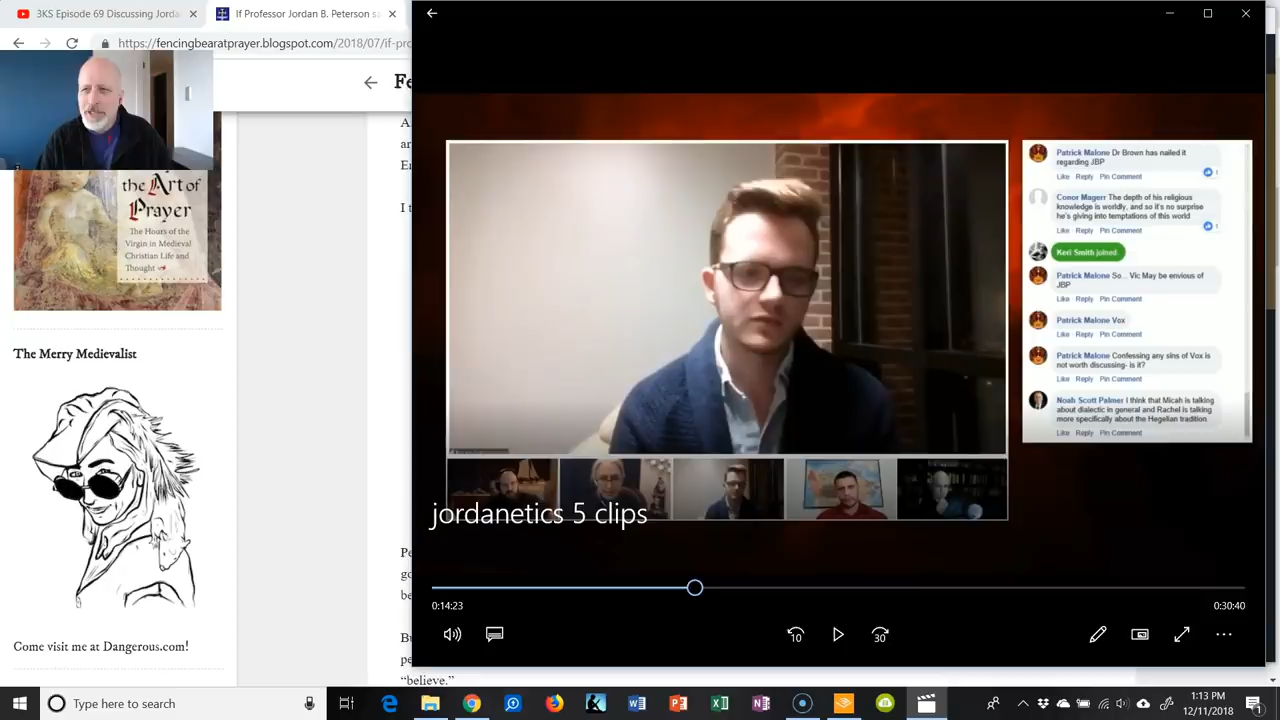 3KS Episode 69 Discussing Jorda
If Professor Jordan B. Peterson sa
https://fencingbearatprayer.blogspot.com/2018/07/if-pro
Fe
the Art of
Prayer
The Hours of the
Virgin in Medieval
Christian Life and
Thought
The Merry Medievalist
Come visit me at Dangerous.com!
I t
“believe.”
Patrick Malone Dr Brown has nailed it
regarding JBP
Like Reply Pin Comment
1
Conor Magerr The depth of his religious
knowledge is worldly, and so it's no surprise
he's giving into temptations of this world
Like Reply Pin Comment
1
Keri Smith joined.
Patrick Malone So... Vic May be envious of
JBP
Like Reply Pin Comment
Patrick Malone Vox
Like Reply Pin Comment
Patrick Malone Confessing any sins of Vox is
not worth discussing- is it?
Like Reply Pin Comment
Noah Scott Palmer I think that Micah is talking
about dialectic in general and Rachel is talking
more specifically about the Hegelian tradition
Like Reply Pin Comment
jordanetics 5 clips
0:14:23
0:30:40
10
30
Type here to search
1:13 PM
12/11/2018
1